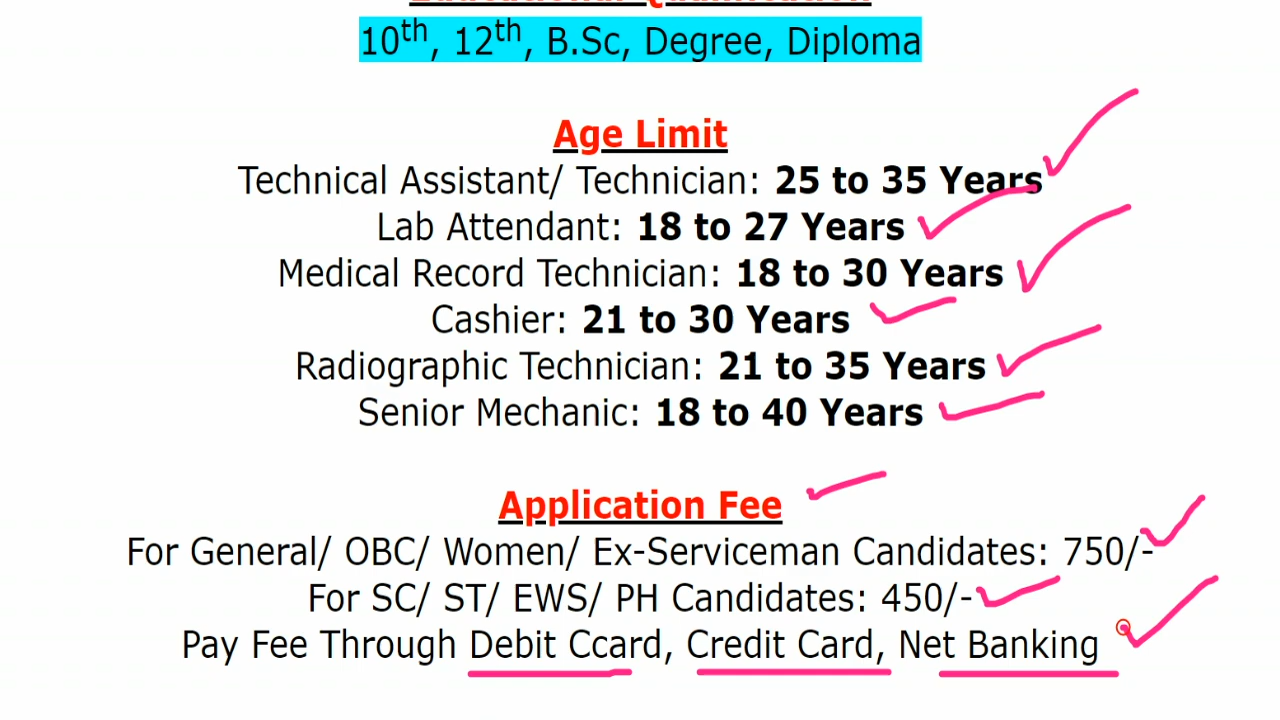 10th, 12th, B.Sc, Degree, Diploma
Age Limit
Technical Assistant/ Technician: 25 to 35 Years
Lab Attendant: 18 to 27 Years
Medical Record Technician: 18 to 30 Years
Cashier: 21 to 30 Years
Radiographic Technician: 21 to 35 Years
Senior Mechanic: 18 to 40 Years
Application Fee
For General/ OBC/ Women/ Ex-Serviceman Candidates: 750/-
For SC/ ST/ EWS/ PH Candidates: 450/-
Pay Fee Through Debit Ccard, Credit Card, Net Banking